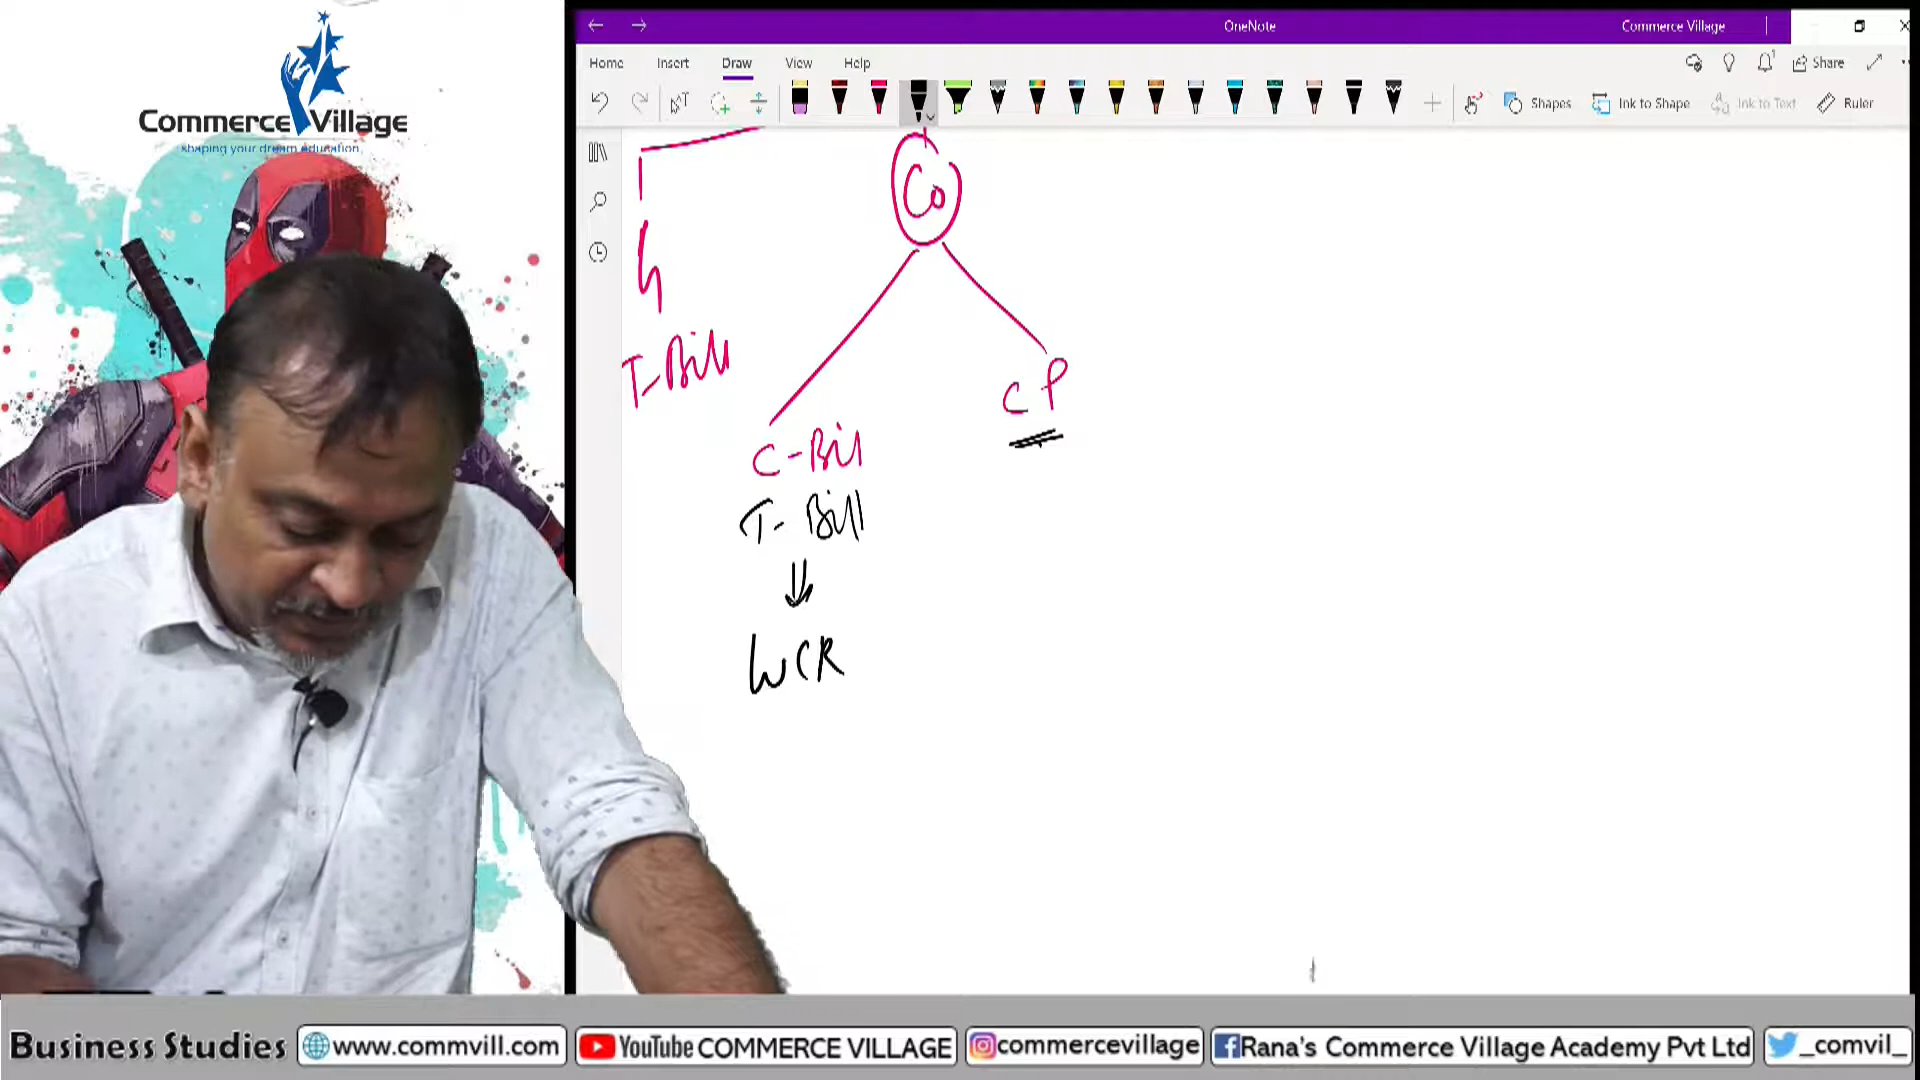 Commerce Village
shaping your dream education
OneNote
Commerce Village
Home Insert Draw View Help
Share
Shapes Ink to Shape Ink to Text Ruler
Co
T-Bill
C P
C-Bill
T-Bill
WCR
Business Studies
www.commvill.com
YouTube COMMERCE VILLAGE
commercevillage
Rana's Commerce Village Academy Pvt Ltd
_comvil_